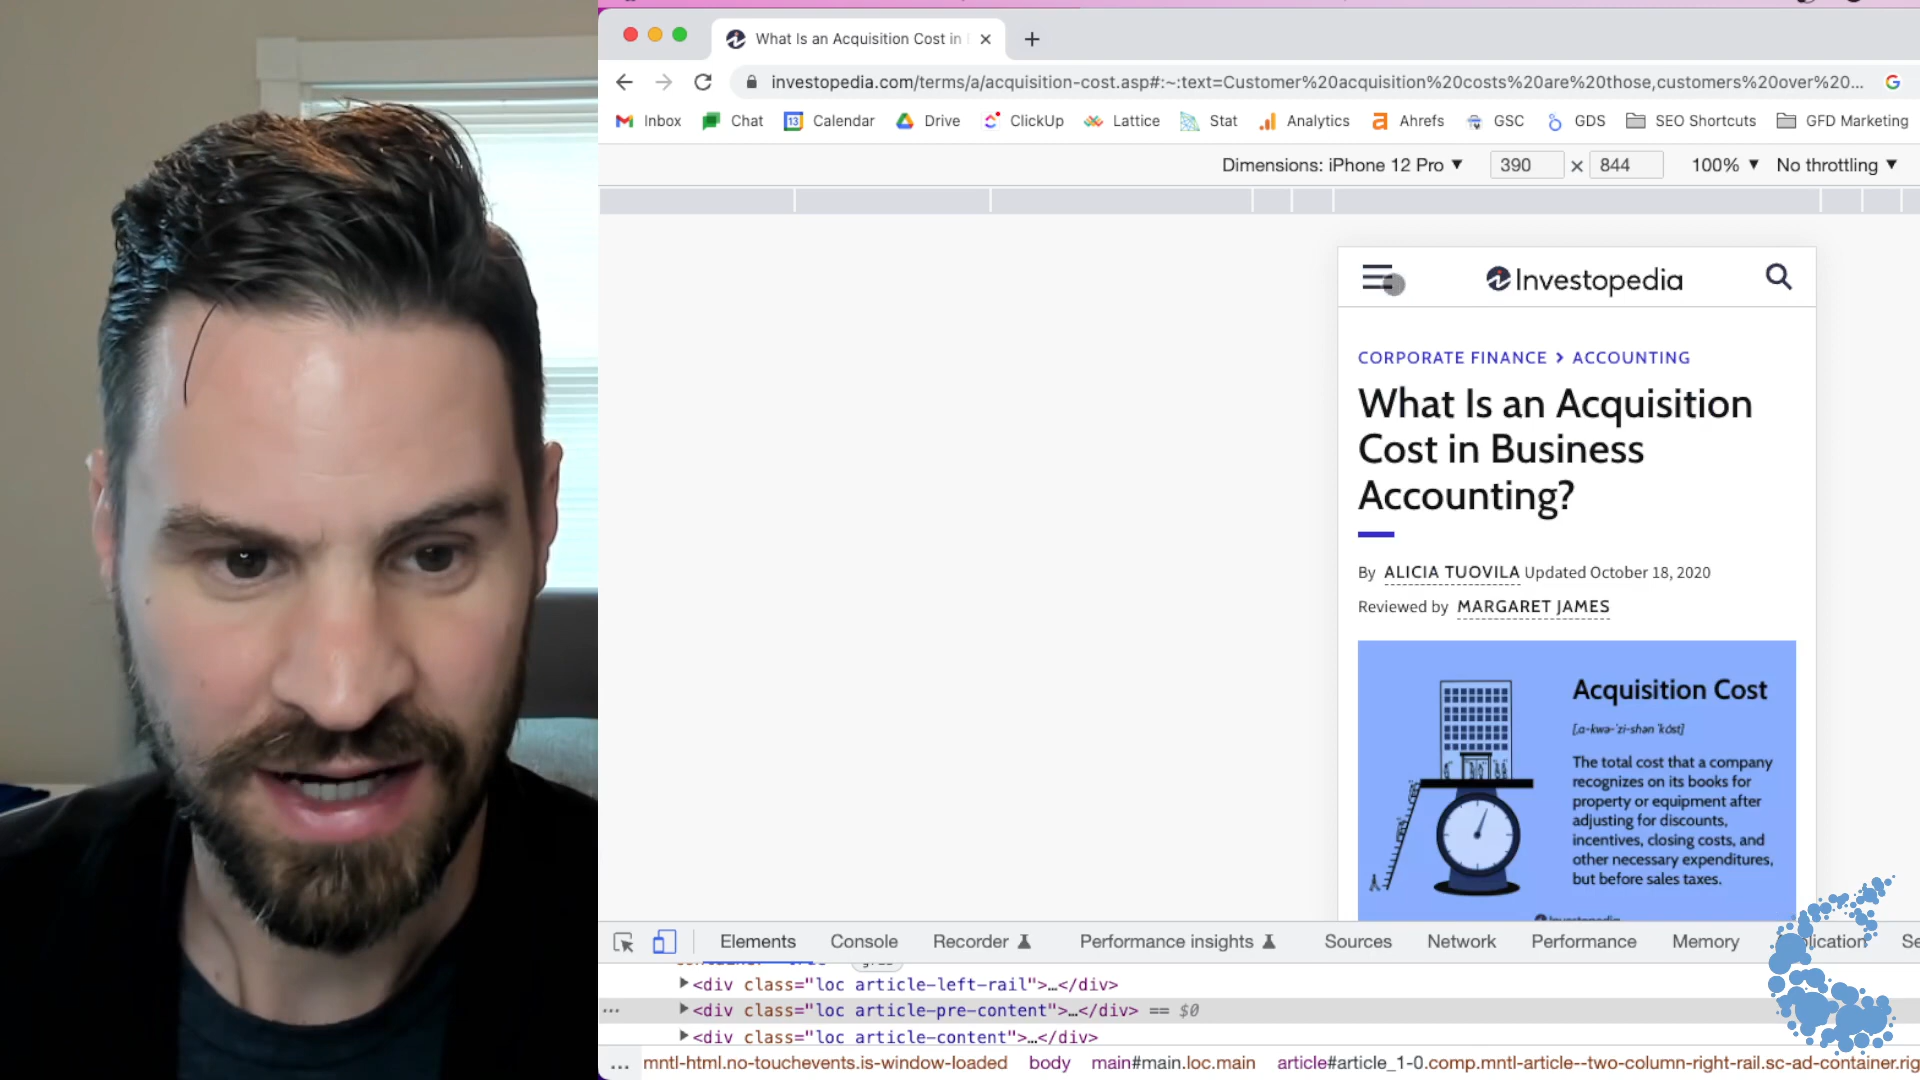 What Is an Acquisition Cost in
investopedia.com/terms/a/acquisition-cost.asp#:~:text=Customer%20acquisition%20costs%20are%20those,customers%20over%20...
Inbox Chat 13 Calendar Drive ClickUp Lattice Stat Analytics Ahrefs GSC GDS SEO Shortcuts GFD Marketing
Dimensions: iPhone 12 Pro ▼ 390 × 844 100% ▼ No throttling ▼
Investopedia
CORPORATE FINANCE > ACCOUNTING
What Is an Acquisition
Cost in Business
Accounting?
By ALICIA TUOVILA Updated October 18, 2020
Reviewed by MARGARET JAMES
Acquisition Cost
[,a-kwə-ˈzi-shən ˈkȯst]
The total cost that a company
recognizes on its books for
property or equipment after
adjusting for discounts,
incentives, closing costs, and
other necessary expenditures,
but before sales taxes.
Investopedia
Elements Console Recorder Performance insights Sources Network Performance Memory
<div class="loc article-left-rail">…</div>
<div class="loc article-pre-content">…</div> == $0
<div class="loc article-content">…</div>
... mntl-html.no-touchevents.is-window-loaded body main#main.loc.main article#article_1-0.comp.mntl-article--two-column-right-rail.sc-ad-container.rig